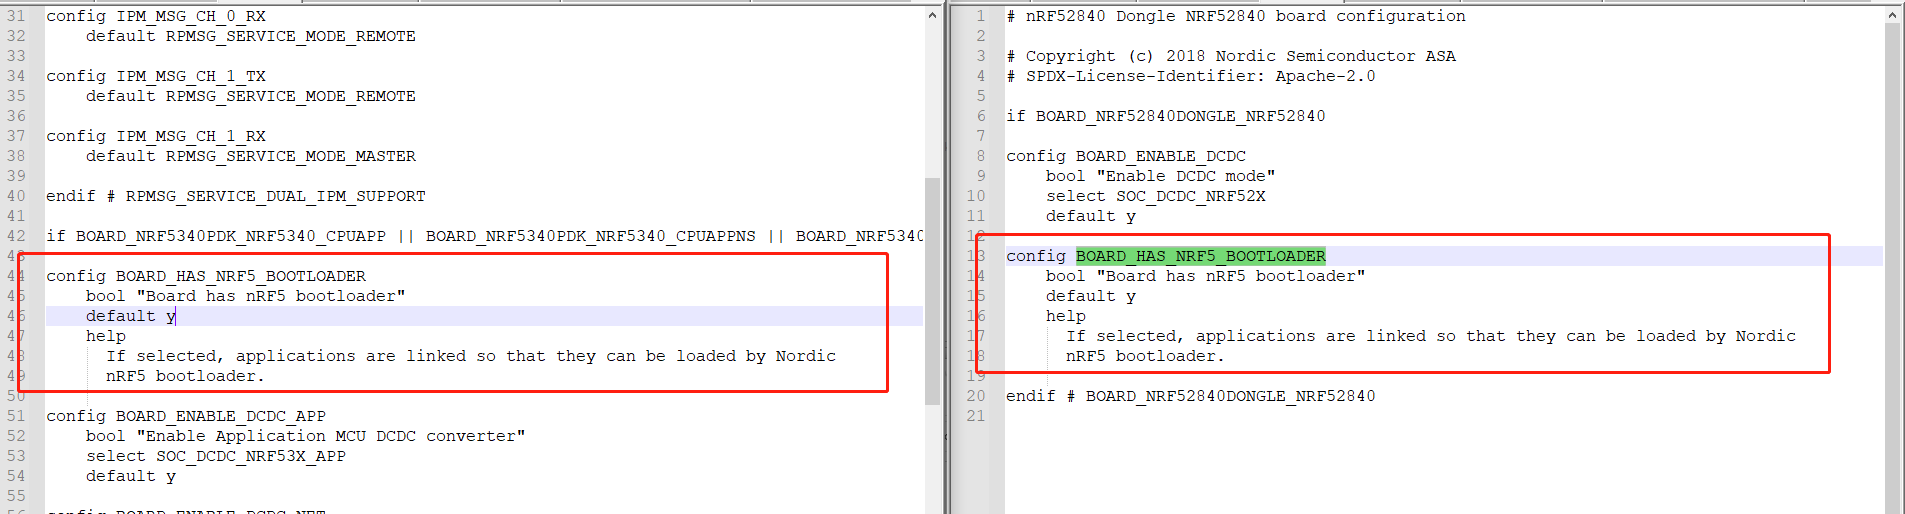 31 config IPM_MSG_CH_0_RX
32 default RPMSG_SERVICE_MODE_REMOTE
33
34 config IPM_MSG_CH_1_TX
35 default RPMSG_SERVICE_MODE_REMOTE
36
37 config IPM_MSG_CH_1_RX
38 default RPMSG_SERVICE_MODE_MASTER
39
40 endif # RPMSG_SERVICE_DUAL_IPM_SUPPORT
41
42 if BOARD_NRF5340PDK_NRF5340_CPUAPP || BOARD_NRF5340PDK_NRF5340_CPUAPPNS || BOARD_NRF5340
43
44 config BOARD_HAS_NRF5_BOOTLOADER
45 bool "Board has nRF5 bootloader"
46 default y
47 help
48 If selected, applications are linked so that they can be loaded by Nordic
49 nRF5 bootloader.
50
51 config BOARD_ENABLE_DCDC_APP
52 bool "Enable Application MCU DCDC converter"
53 select SOC_DCDC_NRF53X_APP
54 default y
55
56 config BOARD_ENABLE_DCDC_NET
1 # nRF52840 Dongle NRF52840 board configuration
2
3 # Copyright (c) 2018 Nordic Semiconductor ASA
4 # SPDX-License-Identifier: Apache-2.0
5
6 if BOARD_NRF52840DONGLE_NRF52840
7
8 config BOARD_ENABLE_DCDC
9 bool "Enable DCDC mode"
10 select SOC_DCDC_NRF52X
11 default y
12
13 config BOARD_HAS_NRF5_BOOTLOADER
14 bool "Board has nRF5 bootloader"
15 default y
16 help
17 If selected, applications are linked so that they can be loaded by Nordic
18 nRF5 bootloader.
19
20 endif # BOARD_NRF52840DONGLE_NRF52840
21